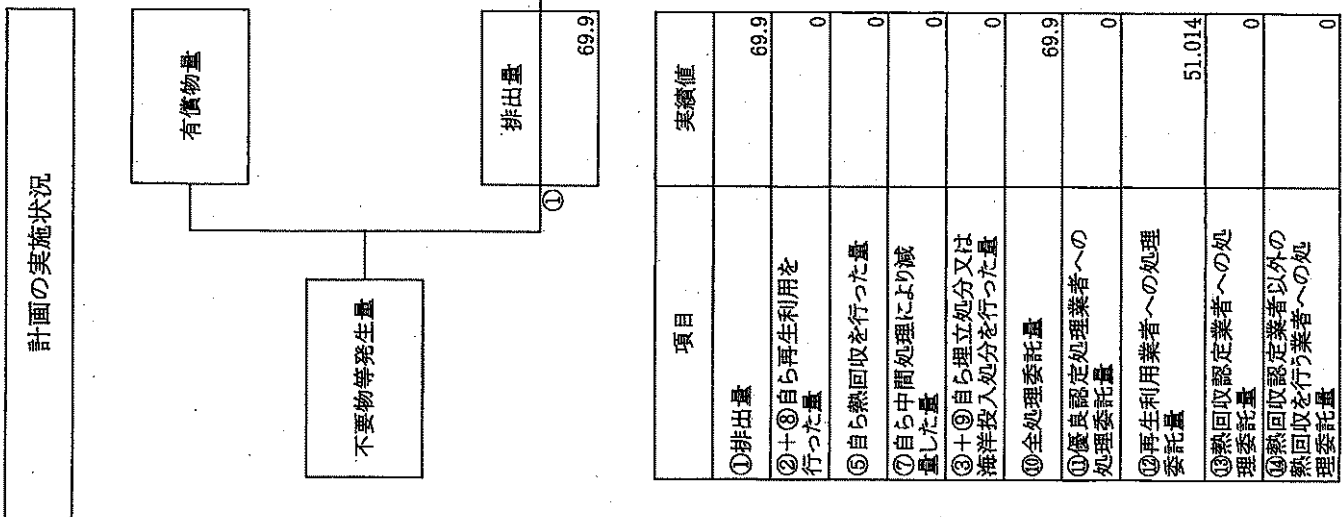 計画の実施状況
有償物量
不要物等発生量
排出量
①
69.9
項目
実績値
①排出量
69.9
②+⑧自ら再生利用を
行った量
0
⑤自ら熱回収を行った量
0
⑦自ら中間処理により減
量した量
0
③+⑨自ら埋立処分又は
海洋投入処分を行った量
0
⑩全処理委託量
69.9
⑪優良認定処理業者への
処理委託量
0
⑫再生利用業者への処理
委託量
51.014
⑬熱回収認定業者への処
理委託量
0
⑭熱回収認定業者以外の
熱回収を行う業者への処
理委託量
0